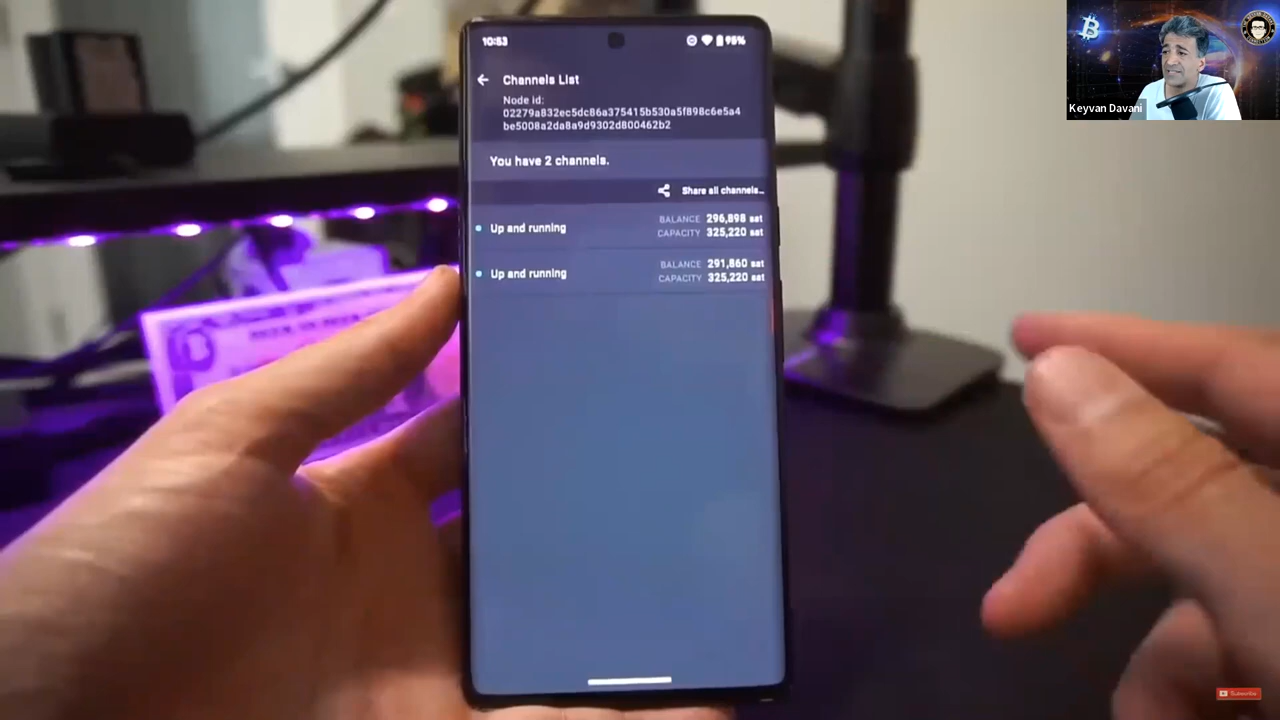 10:53
95%
Channels List
Node id:
02279a832ec5dc86a375415b530a5f898c6e5a4
be5008a2da8a9d9302d800462b2
You have 2 channels.
Share all channels...
Up and running
BALANCE 296,898 sat
CAPACITY 325,220 sat
Up and running
BALANCE 291,860 sat
CAPACITY 325,220 sat
Keyvan Davani
Subscribe